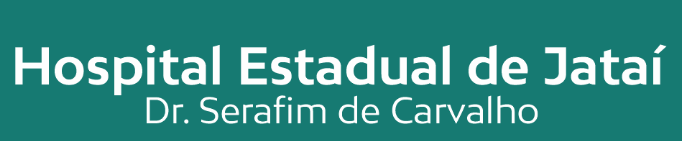 Hospital Estadual de Jataí
Dr. Serafim de Carvalho